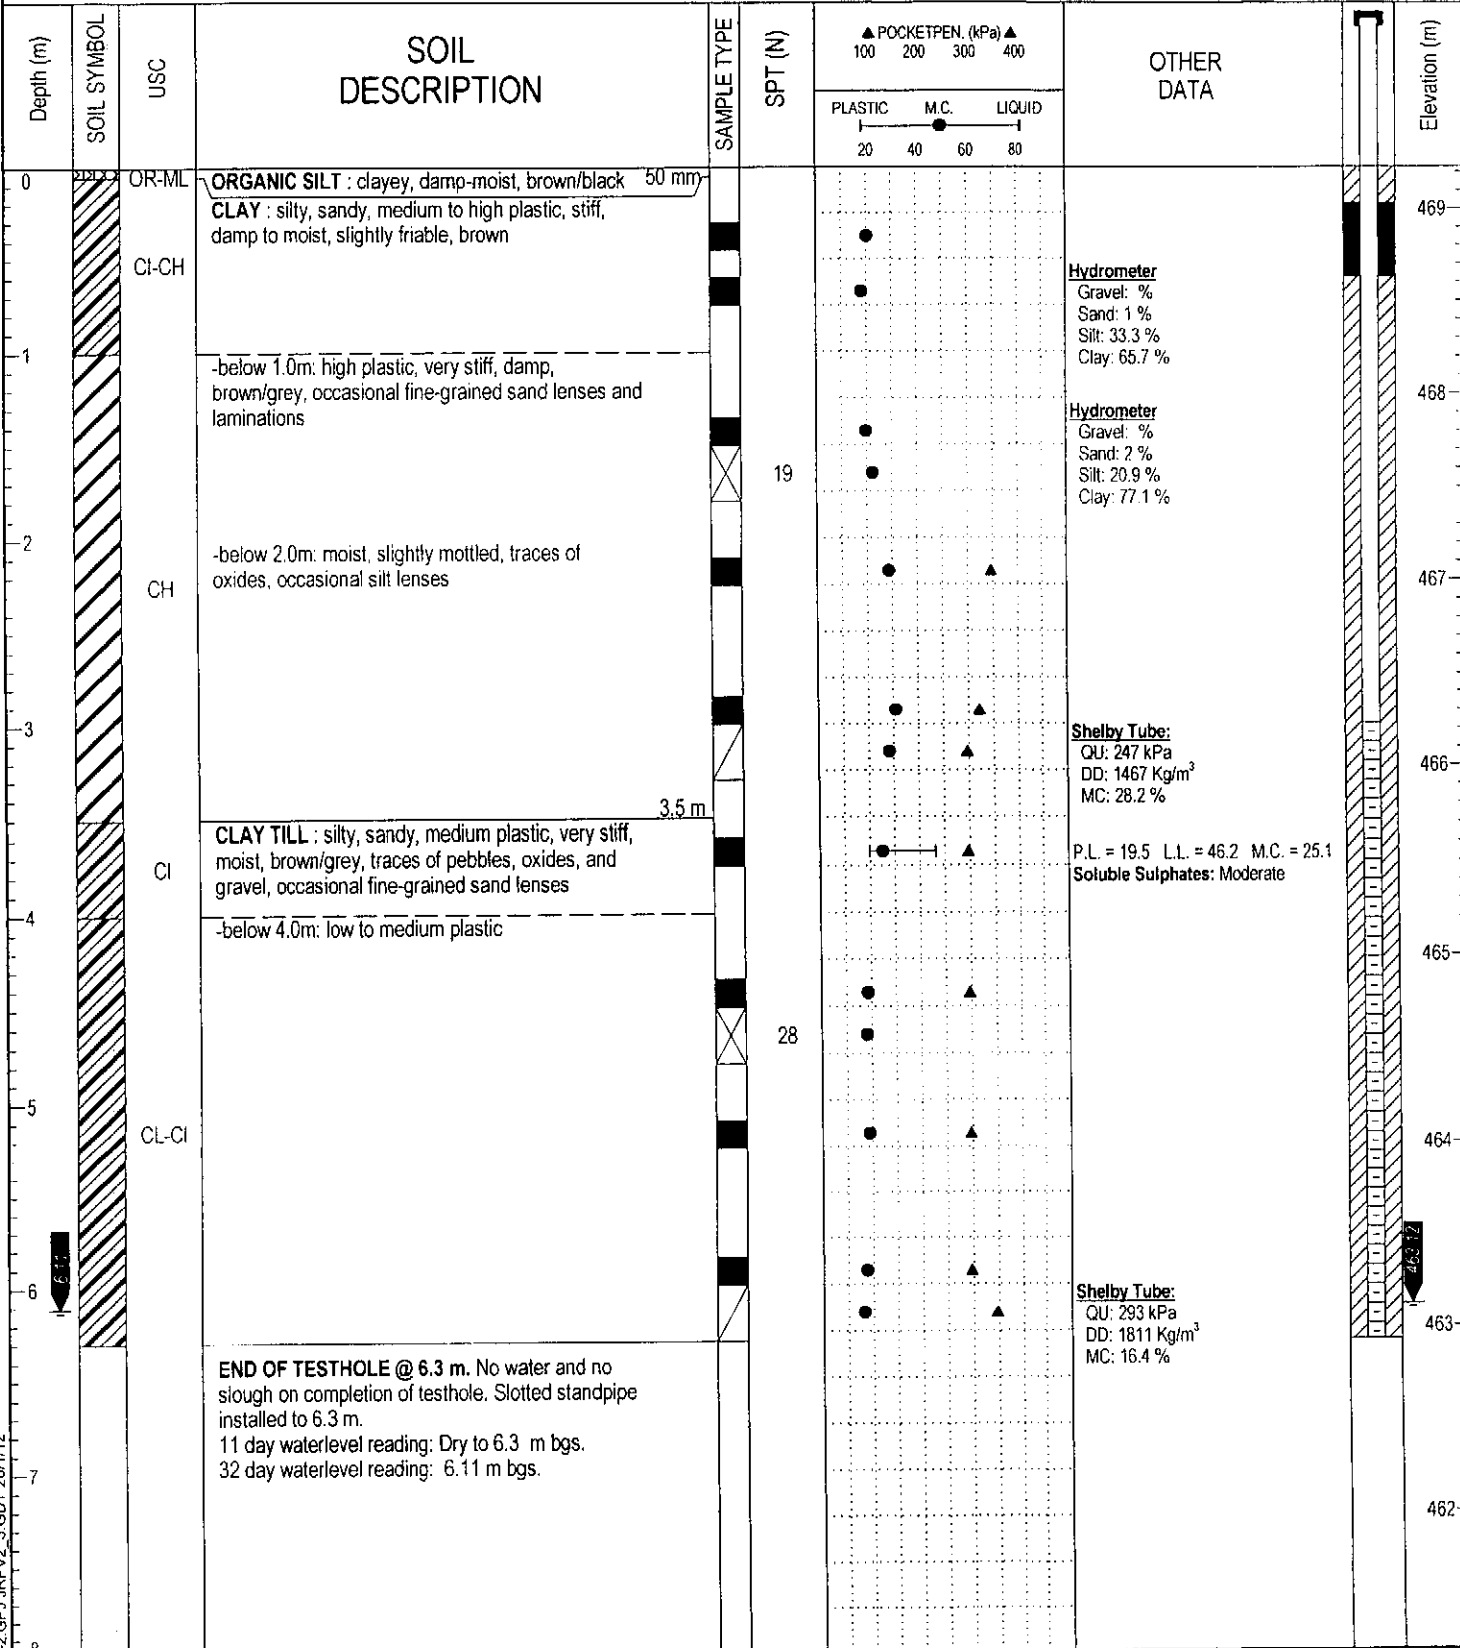 Depth (m)
SOIL SYMBOL
USC
SOIL
DESCRIPTION
SAMPLE TYPE
SPT (N)
▲ POCKETPEN. (kPa) ▲
100 200 300 400
PLASTIC M.C. LIQUID
20 40 60 80
OTHER
DATA
Elevation (m)
0
OR-ML
ORGANIC SILT : clayey, damp-moist, brown/black 50 mm
CLAY : silty, sandy, medium to high plastic, stiff,
damp to moist, slightly friable, brown
469
CI-CH
Hydrometer
Gravel: %
Sand: 1 %
Silt: 33.3 %
Clay: 65.7 %
1
-below 1.0m: high plastic, very stiff, damp,
brown/grey, occasional fine-grained sand lenses and
laminations
468
Hydrometer
Gravel: %
Sand: 2 %
Silt: 20.9 %
Clay: 77.1 %
19
2
-below 2.0m: moist, slightly mottled, traces of
oxides, occasional silt lenses
CH
467
3
Shelby Tube:
QU: 247 kPa
DD: 1467 Kg/m³
MC: 28.2 %
466
3.5 m
CLAY TILL : silty, sandy, medium plastic, very stiff,
moist, brown/grey, traces of pebbles, oxides, and
gravel, occasional fine-grained sand lenses
CI
P.L. = 19.5 L.L. = 46.2 M.C. = 25.1
Soluble Sulphates: Moderate
4
-below 4.0m: low to medium plastic
465
28
5
CL-CI
464
6.11
463.12
6
Shelby Tube:
QU: 293 kPa
DD: 1811 Kg/m³
MC: 16.4 %
463
END OF TESTHOLE @ 6.3 m. No water and no
slough on completion of testhole. Slotted standpipe
installed to 6.3 m.
11 day waterlevel reading: Dry to 6.3 m bgs.
32 day waterlevel reading: 6.11 m bgs.
7
462
8